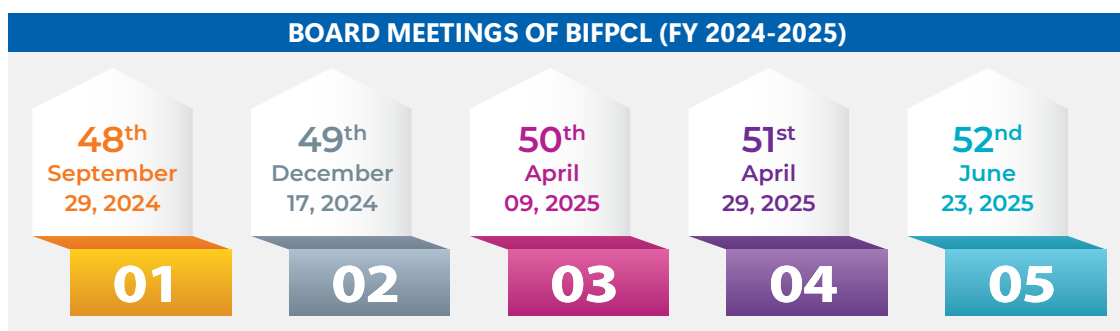 BOARD MEETINGS OF BIFPCL (FY 2024-2025)
48th
September
29, 2024
01
49th
December
17, 2024
02
50th
April
09, 2025
03
51st
April
29, 2025
04
52nd
June
23, 2025
05